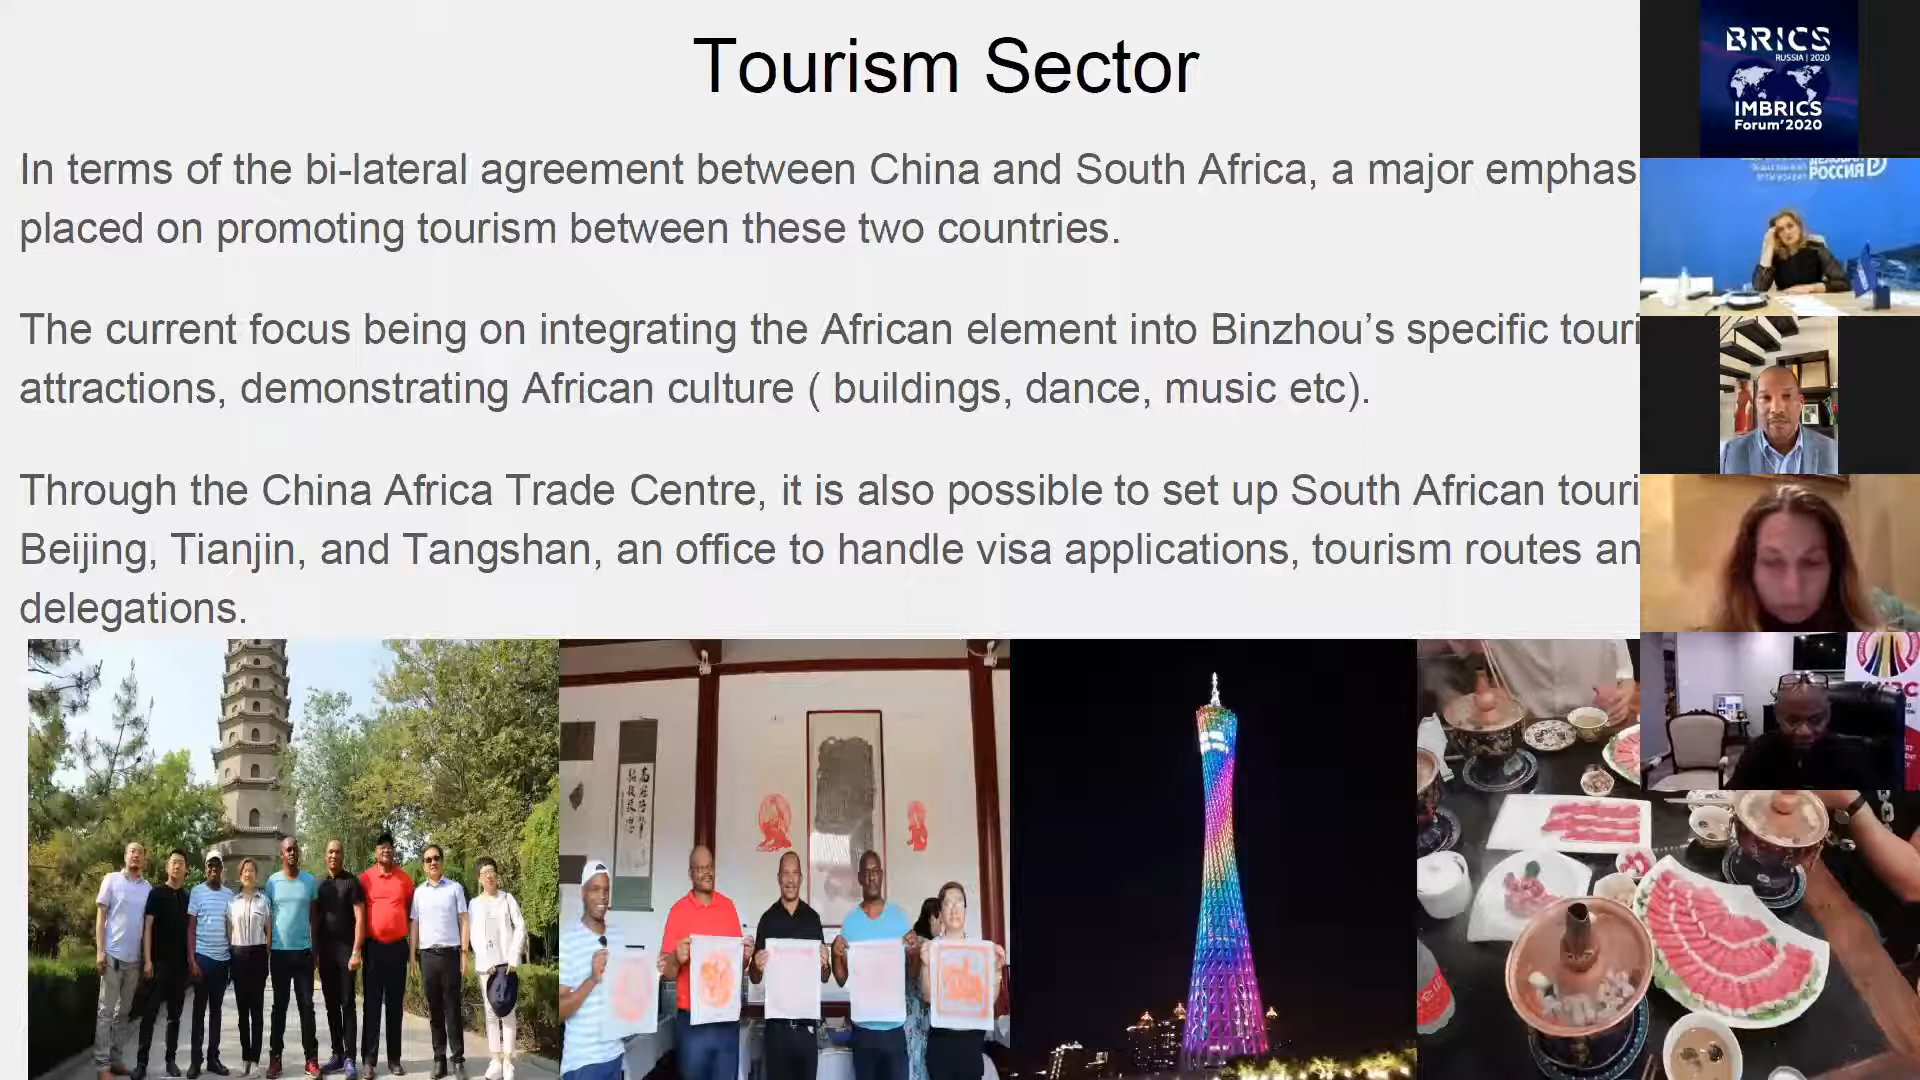 Tourism Sector
In terms of the bi-lateral agreement between China and South Africa, a major emphas
placed on promoting tourism between these two countries.
The current focus being on integrating the African element into Binzhou’s specific touri
attractions, demonstrating African culture ( buildings, dance, music etc).
Through the China Africa Trade Centre, it is also possible to set up South African touri
Beijing, Tianjin, and Tangshan, an office to handle visa applications, tourism routes an
delegations.
BRICS
RUSSIA | 2020
IMBRICS
Forum’2020
РОССИЯ